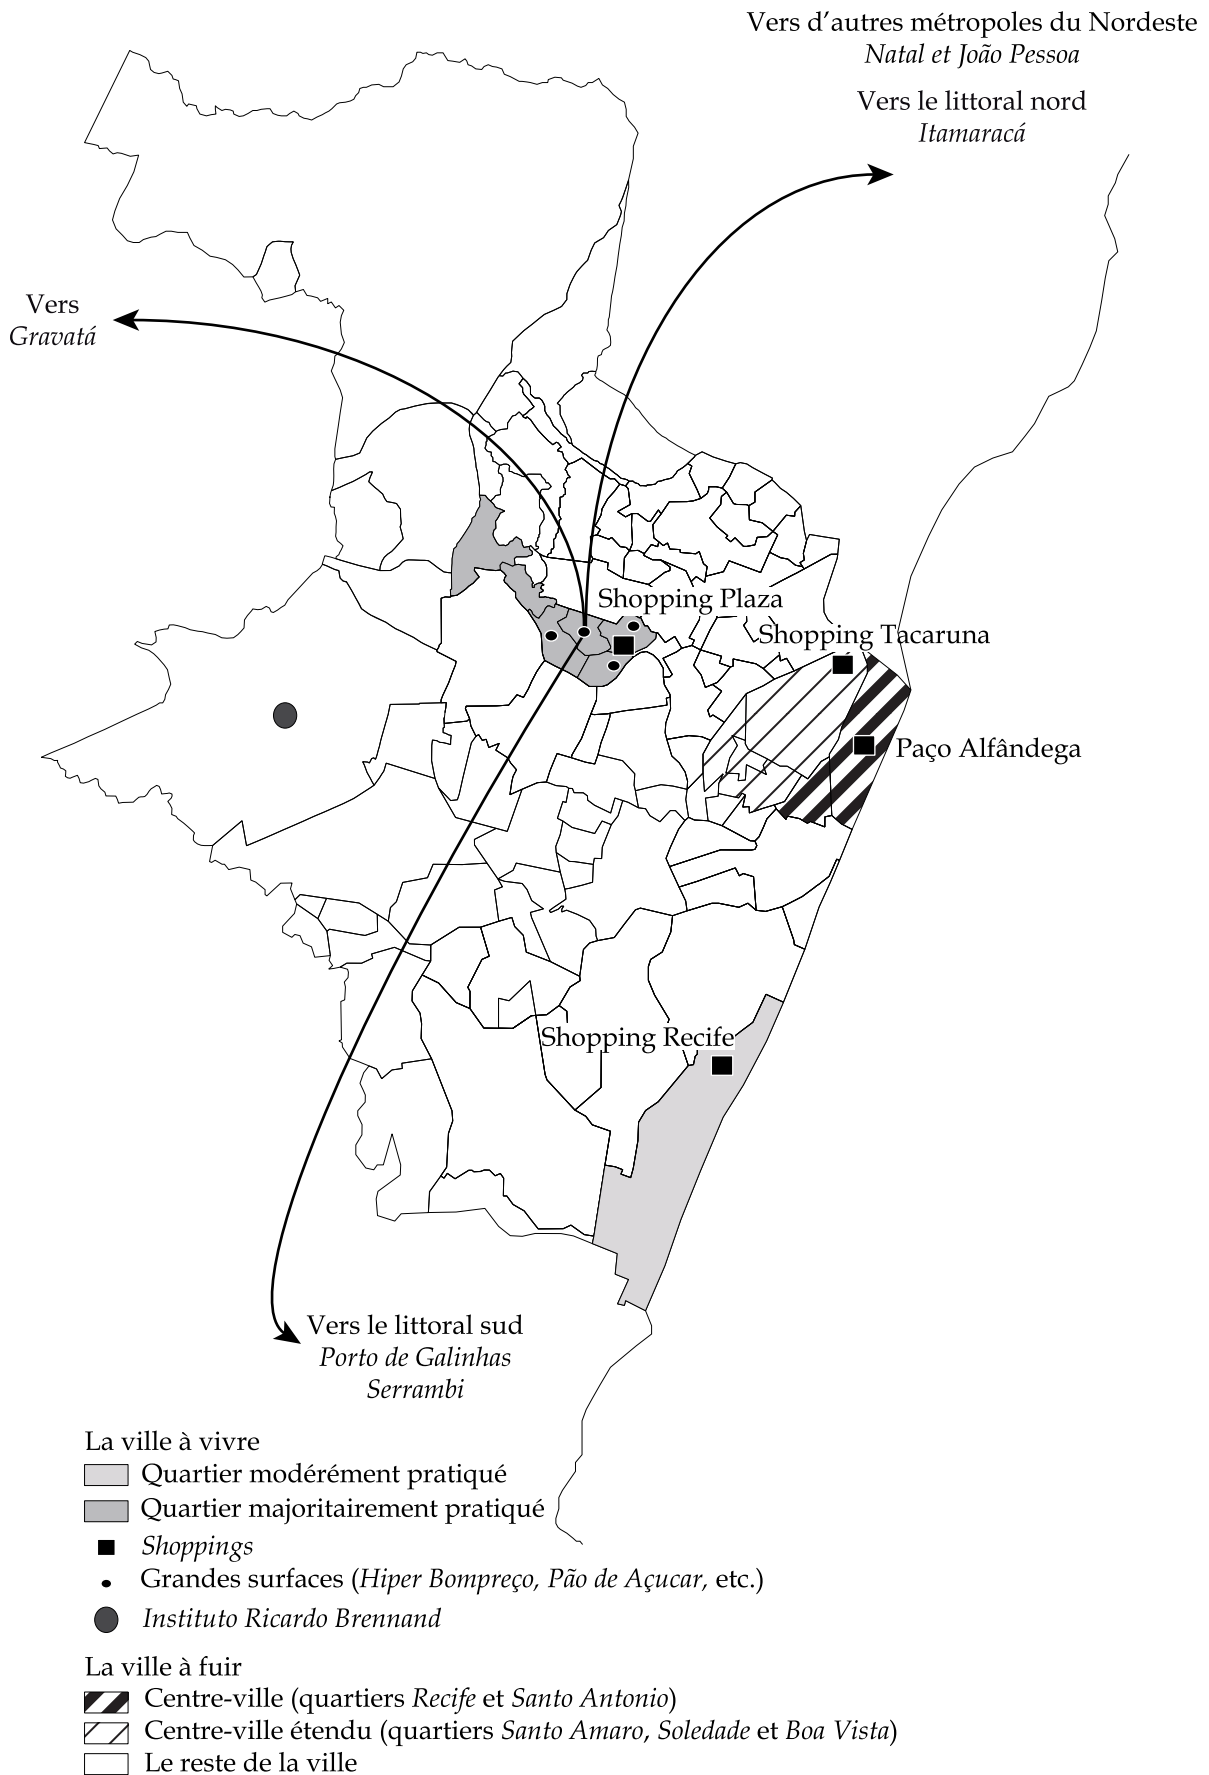 Vers d’autres métropoles du Nordeste
Natal et João Pessoa
Vers le littoral nord
Itamaracá
Vers
Gravatá
Shopping Plaza
Shopping Tacaruna
Paço Alfândega
Shopping Recife
Vers le littoral sud
Porto de Galinhas
Serrambi
La ville à vivre
Quartier modérément pratiqué
Quartier majoritairement pratiqué
Shoppings
Grandes surfaces (Hiper Bompreço, Pão de Açucar, etc.)
Instituto Ricardo Brennand
La ville à fuir
Centre-ville (quartiers Recife et Santo Antonio)
Centre-ville étendu (quartiers Santo Amaro, Soledade et Boa Vista)
Le reste de la ville